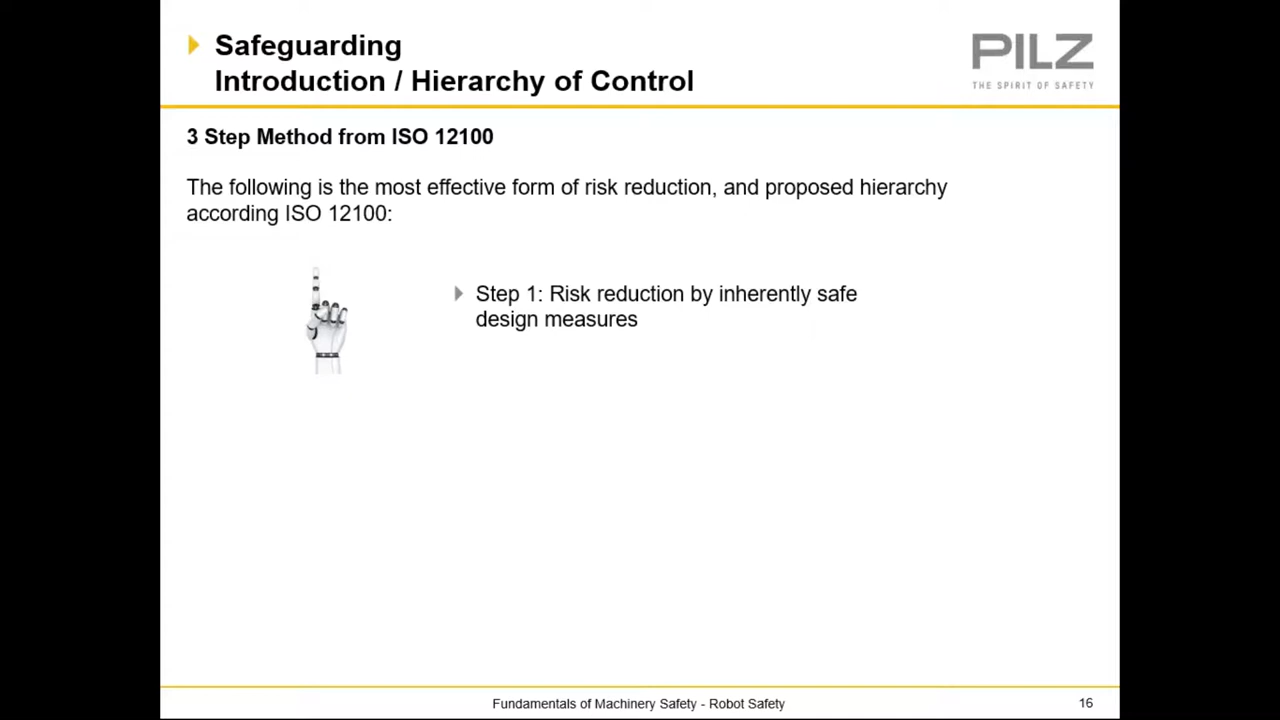 Safeguarding
Introduction / Hierarchy of Control
PILZ
THE SPIRIT OF SAFETY
3 Step Method from ISO 12100
The following is the most effective form of risk reduction, and proposed hierarchy
according ISO 12100:
Step 1: Risk reduction by inherently safe
design measures
Fundamentals of Machinery Safety - Robot Safety
16